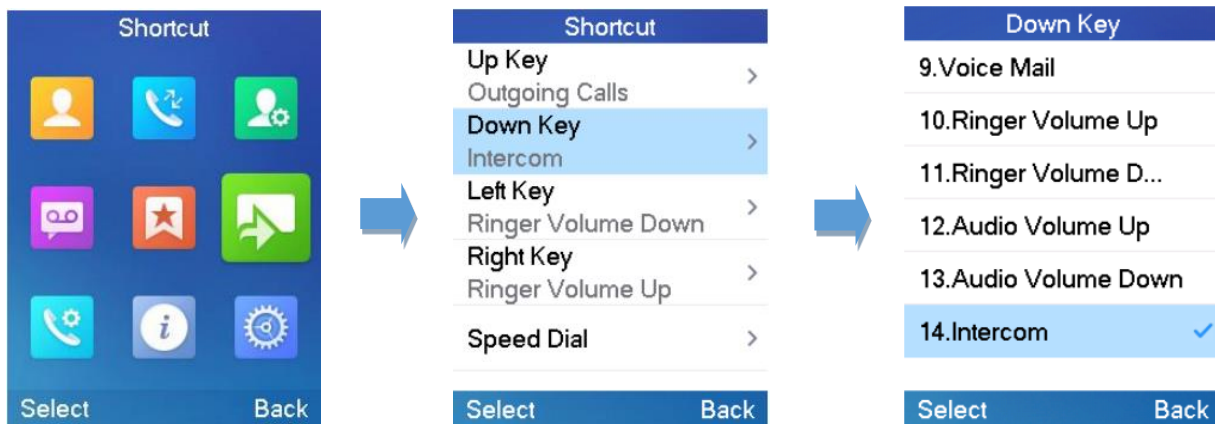 Shortcut
Select Back
Shortcut
Up Key
Outgoing Calls
Down Key
Intercom
Left Key
Ringer Volume Down
Right Key
Ringer Volume Up
Speed Dial
Select Back
Down Key
9.Voice Mail
10.Ringer Volume Up
11.Ringer Volume D...
12.Audio Volume Up
13.Audio Volume Down
14.Intercom
Select Back